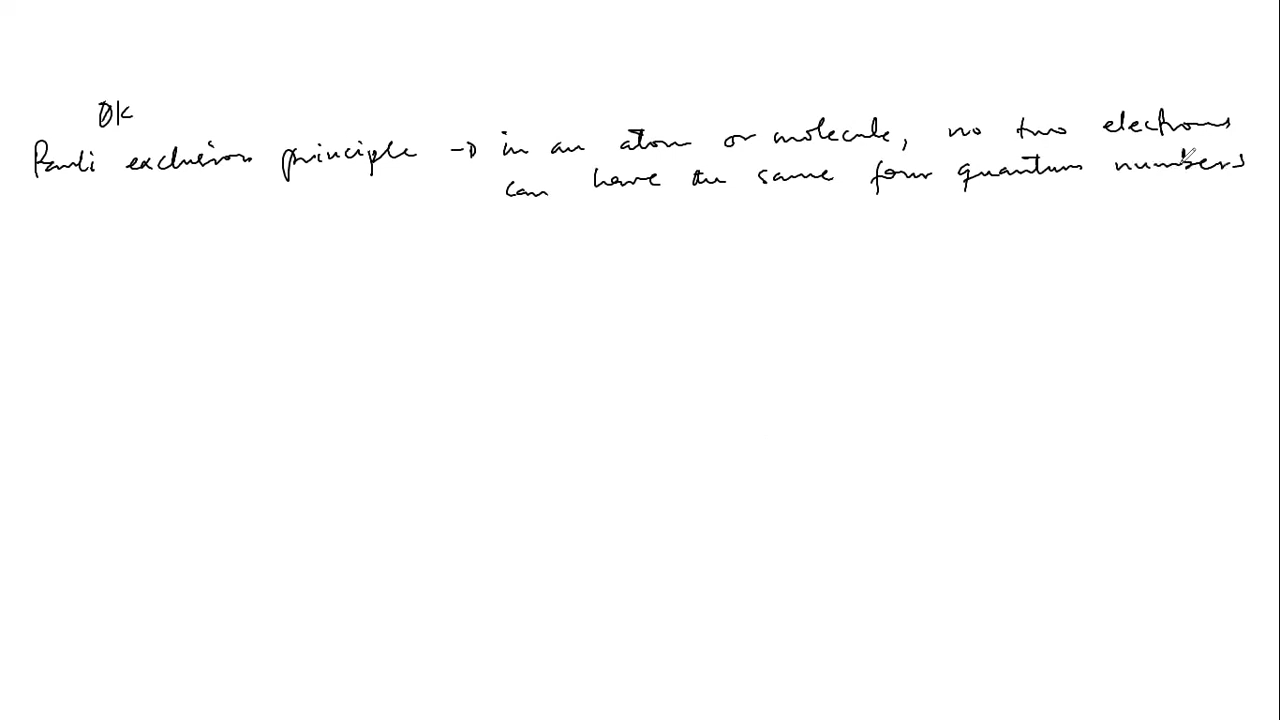 OK
Pauli exclusion principle → in an atom or molecule, no two electrons
can have the same four quantum numbers